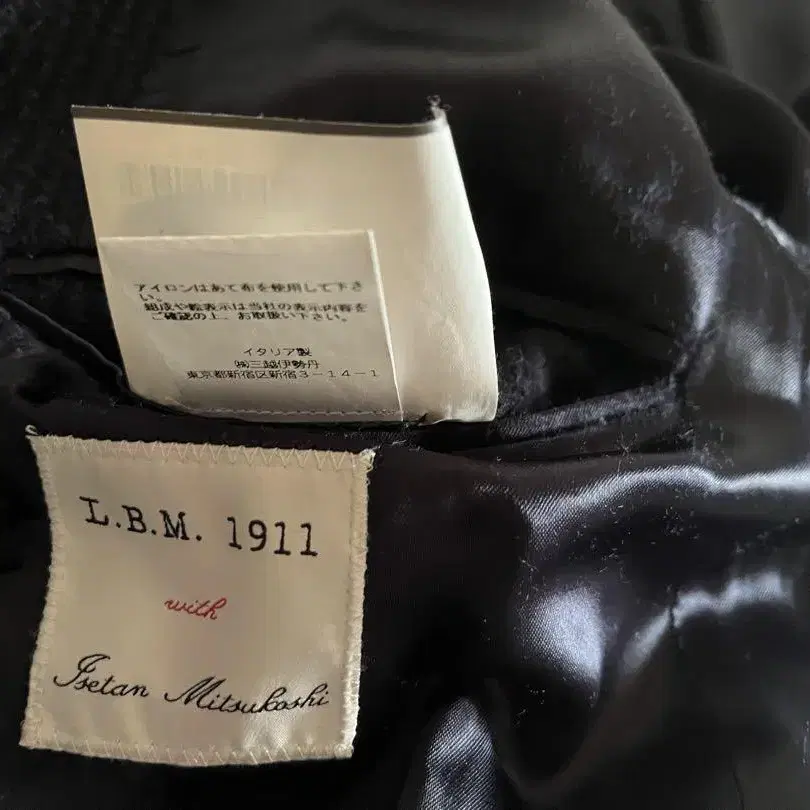 アイロンはあて布を使用して下さ
い。
組成や絵表示は当社の表示内容を
ご確認の上、お取扱い下さい。
イタリア製
㈱三越伊勢丹
東京都新宿区新宿3-14-1
L.B.M. 1911
with
Isetan Mitsukoshi